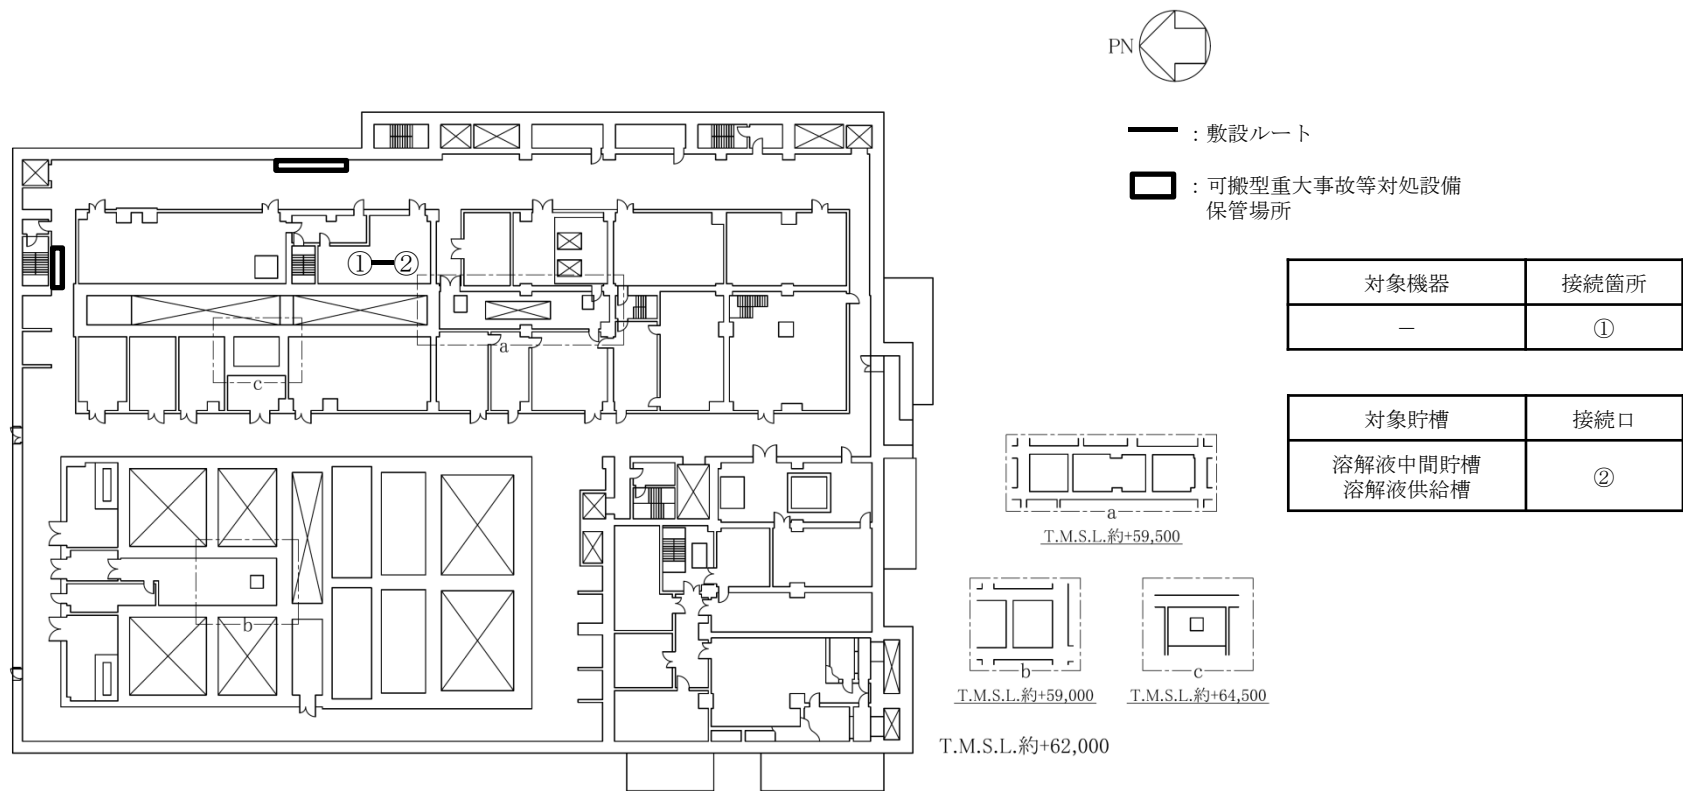 PN
: 敷設ルート
: 可搬型重大事故等対処設備
保管場所
対象機器 接続箇所
－ ①
対象貯槽 接続口
溶解液中間貯槽
溶解液供給槽
②
①
②
a
c
b
a
T.M.S.L.約+59,500
b
T.M.S.L.約+59,000
c
T.M.S.L.約+64,500
T.M.S.L.約+62,000